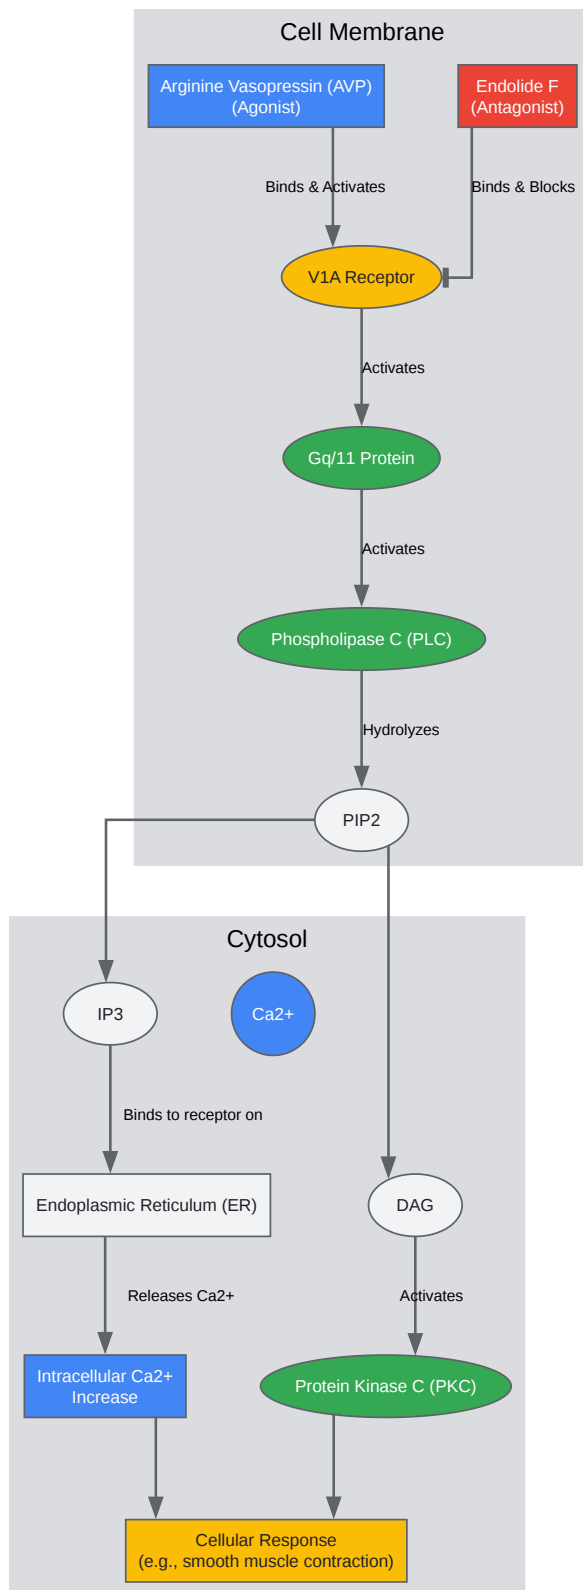 Cell Membrane
Arginine Vasopressin (AVP)
(Agonist)
Endolide F
(Antagonist)
Binds & Activates
Binds & Blocks
V1A Receptor
Activates
Gq/11 Protein
Activates
Phospholipase C (PLC)
Hydrolyzes
PIP2
Cytosol
IP3
Ca2+
Binds to receptor on
Endoplasmic Reticulum (ER)
DAG
Releases Ca2+
Activates
Intracellular Ca2+
Increase
Protein Kinase C (PKC)
Cellular Response
(e.g., smooth muscle contraction)